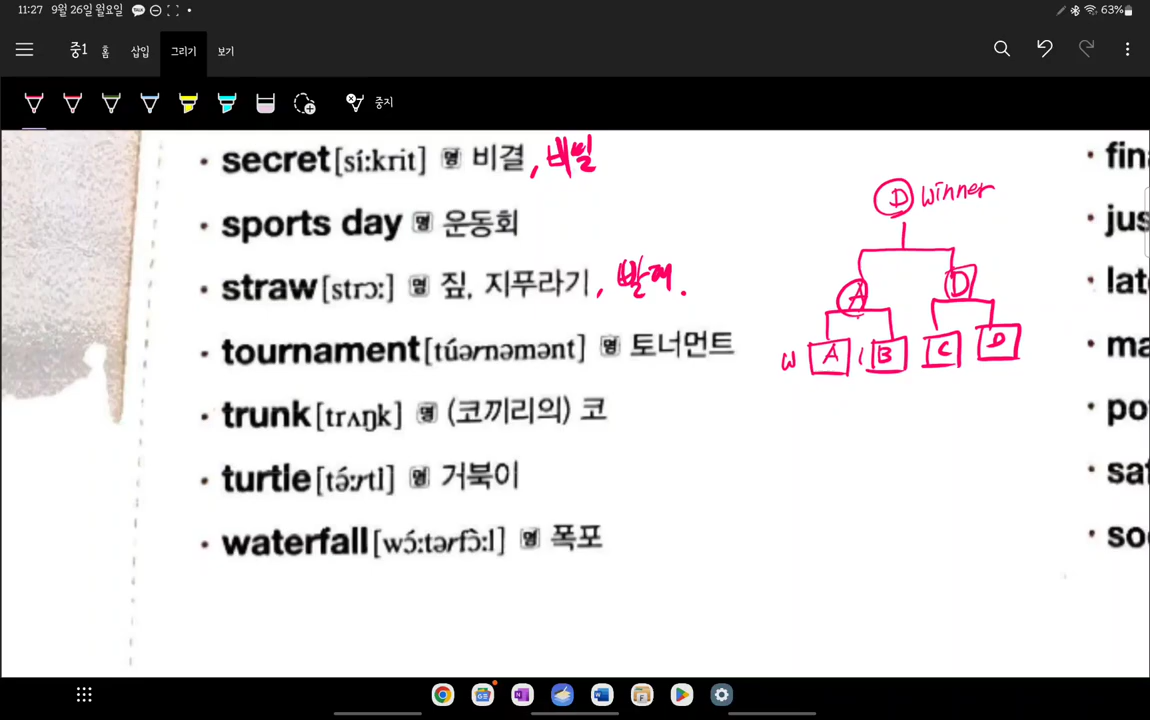 11:27 9월 26일 월요일 63%
중1 홈 삽입 그리기 보기
중지
secret[síːkrit] 명 비결, 비밀
sports day 명 운동회
straw[strɔː] 명 짚, 지푸라기, 빨대.
tournament[túərnəmənt] 명 토너먼트
trunk[trʌŋk] 명 (코끼리의) 코
turtle[tə́ːrtl] 명 거북이
waterfall[wɔ́ːtərfɔ̀ːl] 명 폭포
D winner
A D
W A B C D
fin
jus
lat
ma
po
sa
so